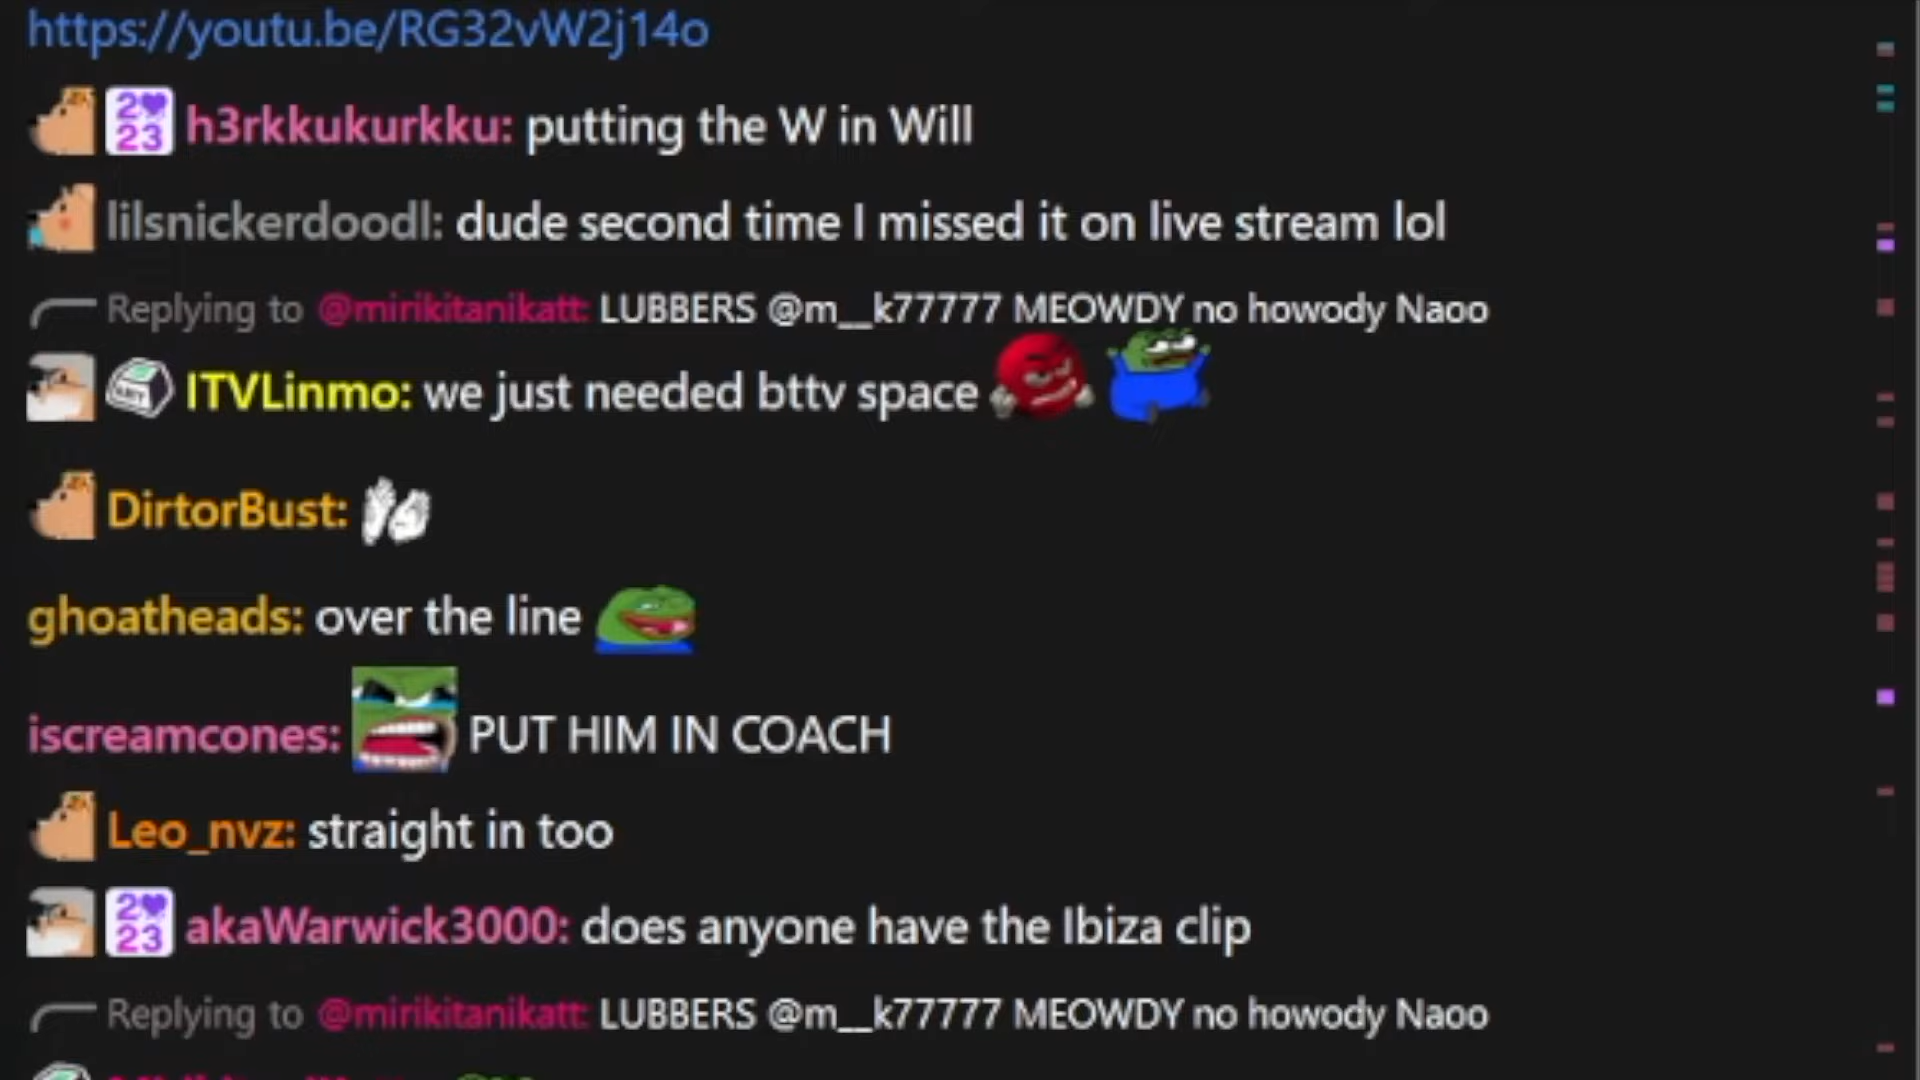 https://youtu.be/RG32vW2j14o
2023 h3rkkukurkku: putting the W in Will
lilsnickerdoodl: dude second time I missed it on live stream lol
Replying to @mirikitanikatt: LUBBERS @m__k77777 MEOWDY no howody Naoo
ITVLinmo: we just needed bttv space
DirtorBust:
ghoatheads: over the line
iscreamcones: PUT HIM IN COACH
Leo_nvz: straight in too
2023 akaWarwick3000: does anyone have the Ibiza clip
Replying to @mirikitanikatt: LUBBERS @m__k77777 MEOWDY no howody Naoo